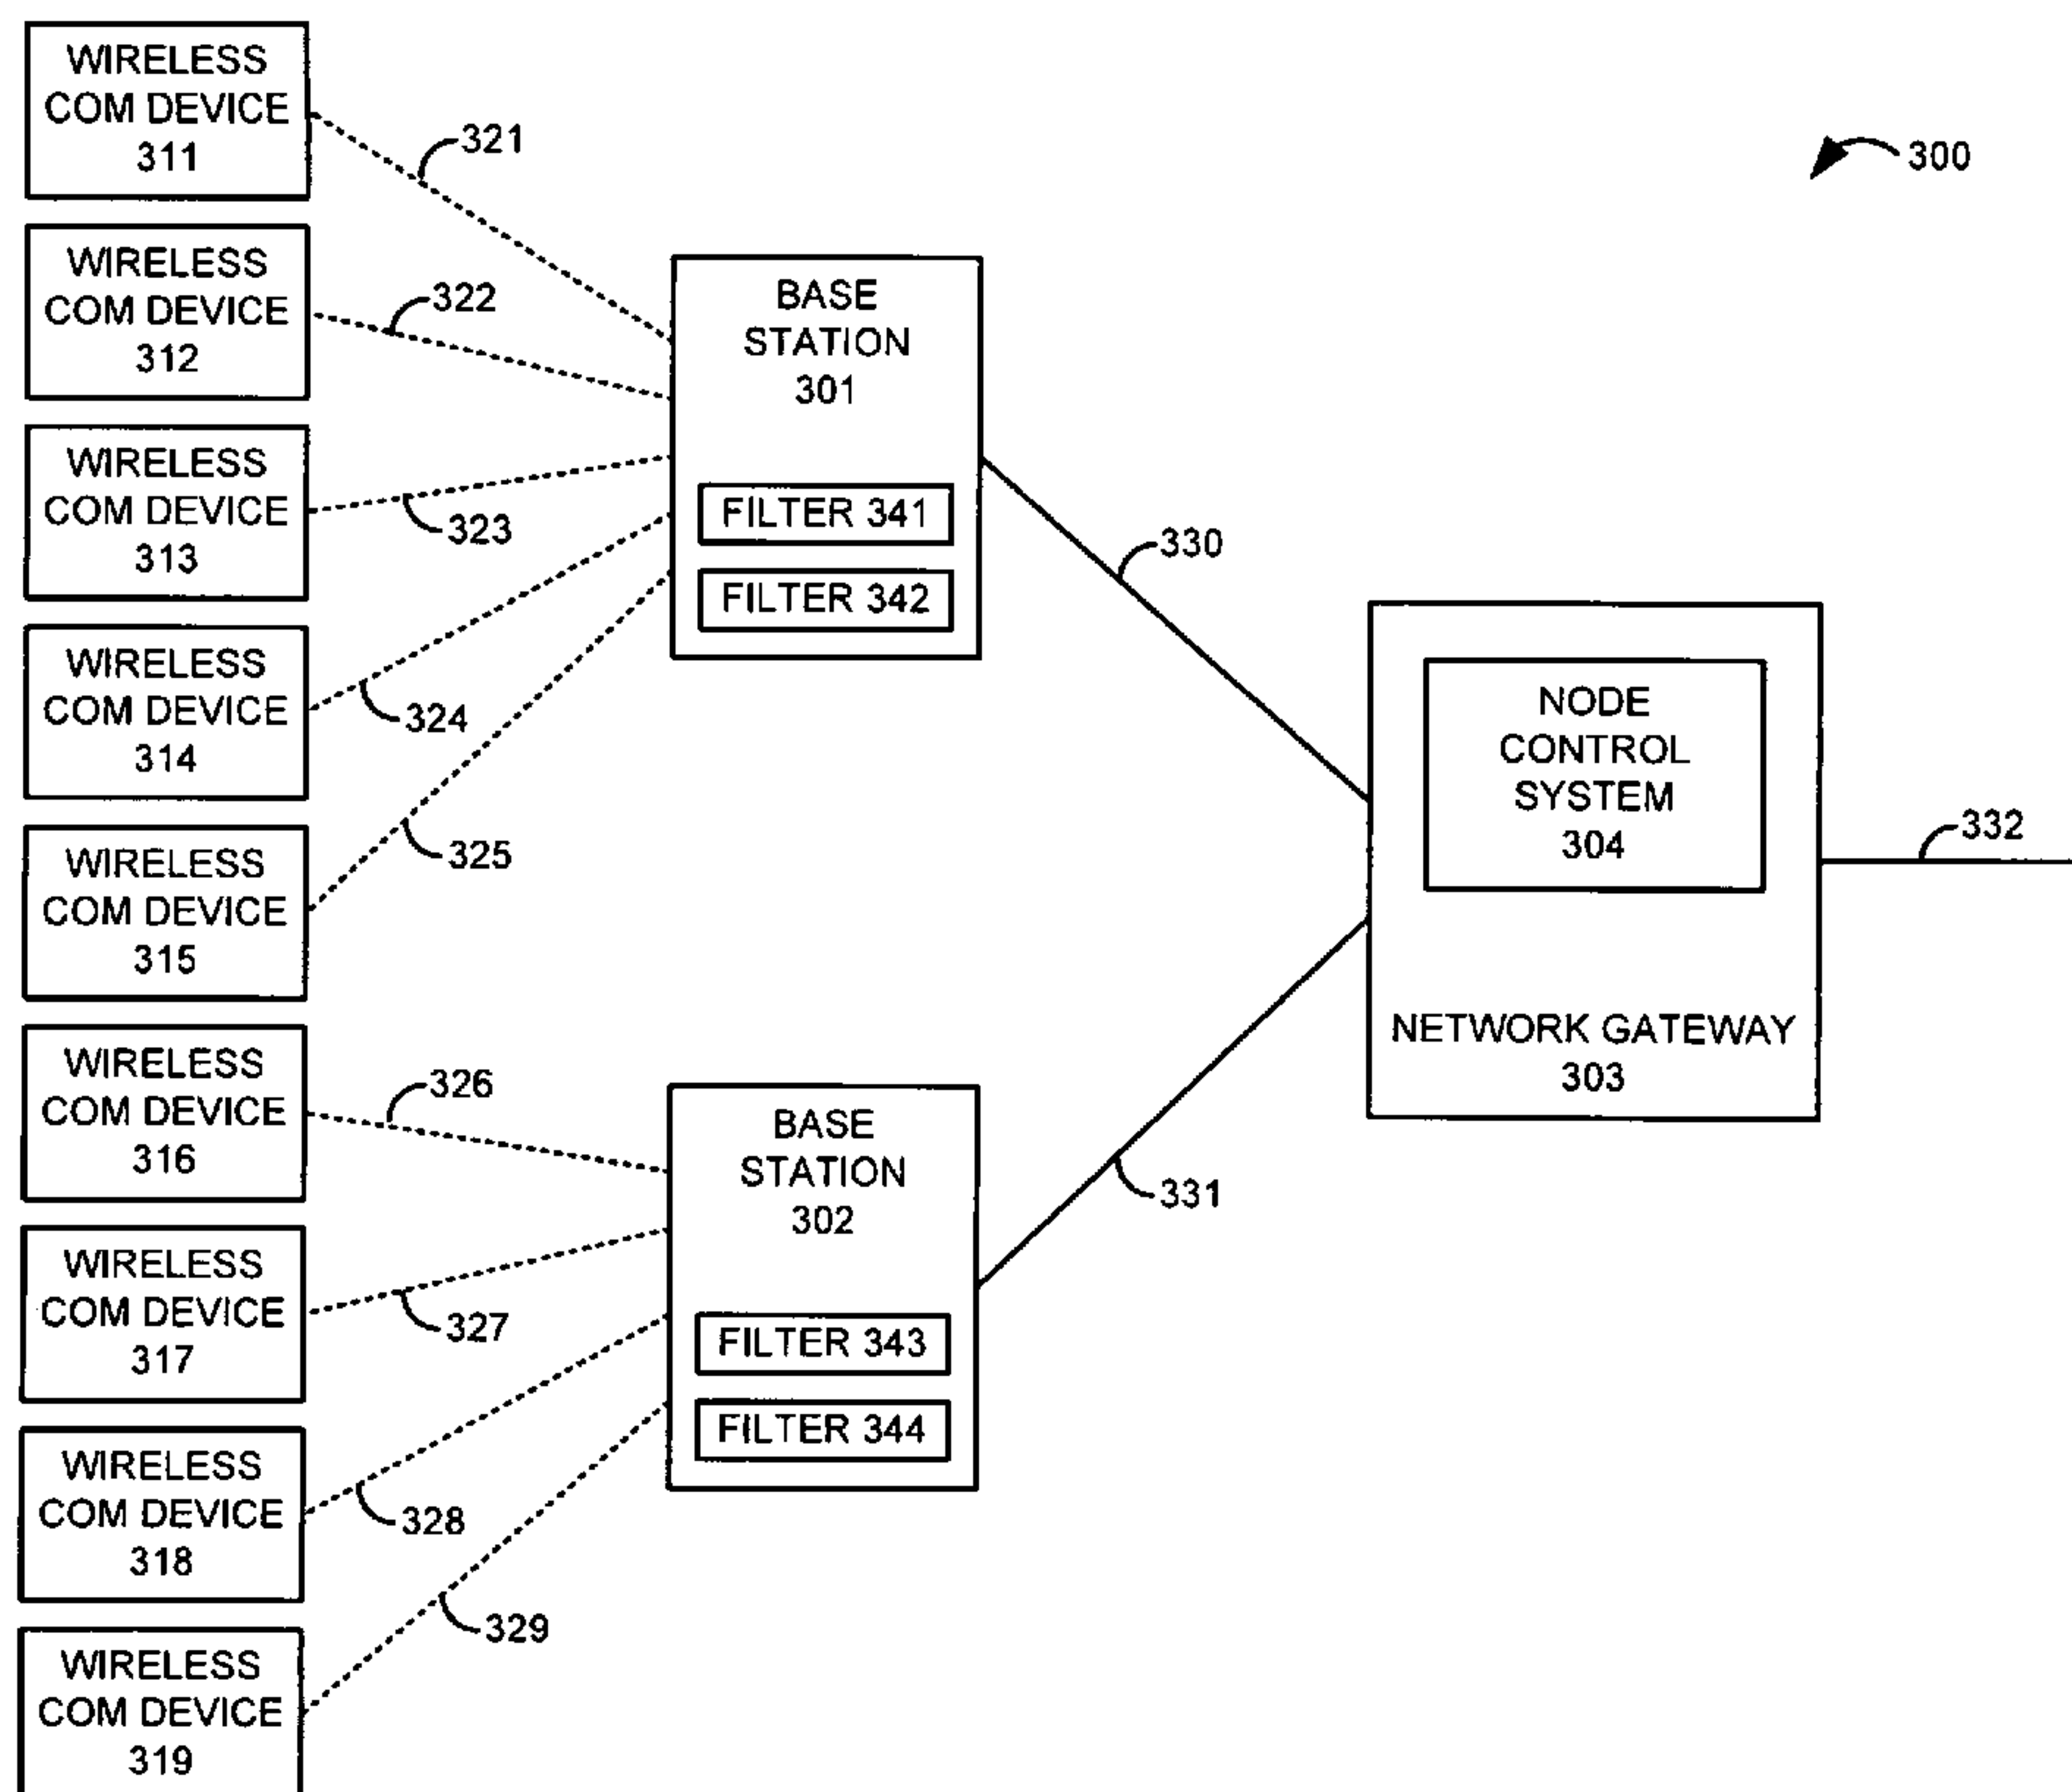 WIRELESS
COM DEVICE
311
321
300
WIRELESS
COM DEVICE
312
322
BASE
STATION
301
WIRELESS
COM DEVICE
313
323
FILTER 341
330
FILTER 342
WIRELESS
COM DEVICE
314
324
NODE
CONTROL
SYSTEM
304
332
WIRELESS
COM DEVICE
315
325
NETWORK GATEWAY
303
WIRELESS
COM DEVICE
316
326
BASE
STATION
302
331
WIRELESS
COM DEVICE
317
327
FILTER 343
FILTER 344
WIRELESS
COM DEVICE
318
328
WIRELESS
COM DEVICE
319
329